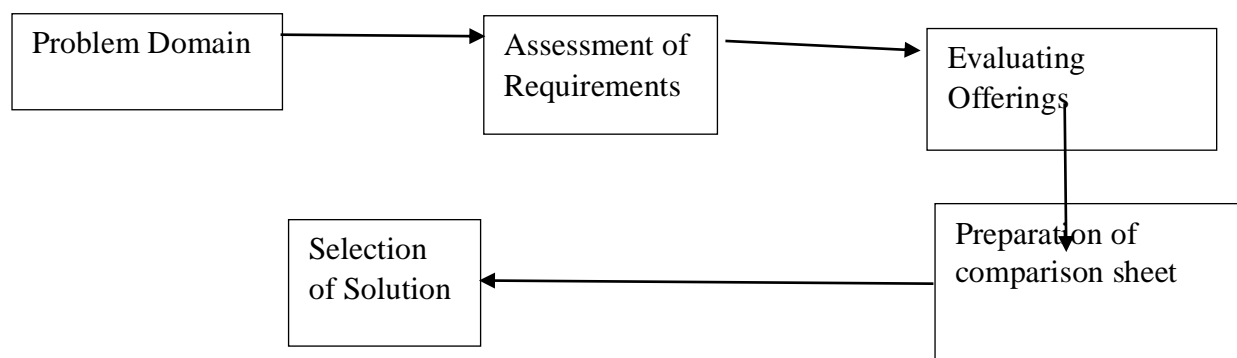 Problem Domain
Assessment of
Requirements
Evaluating
Offerings
Preparation of
comparison sheet
Selection
of Solution